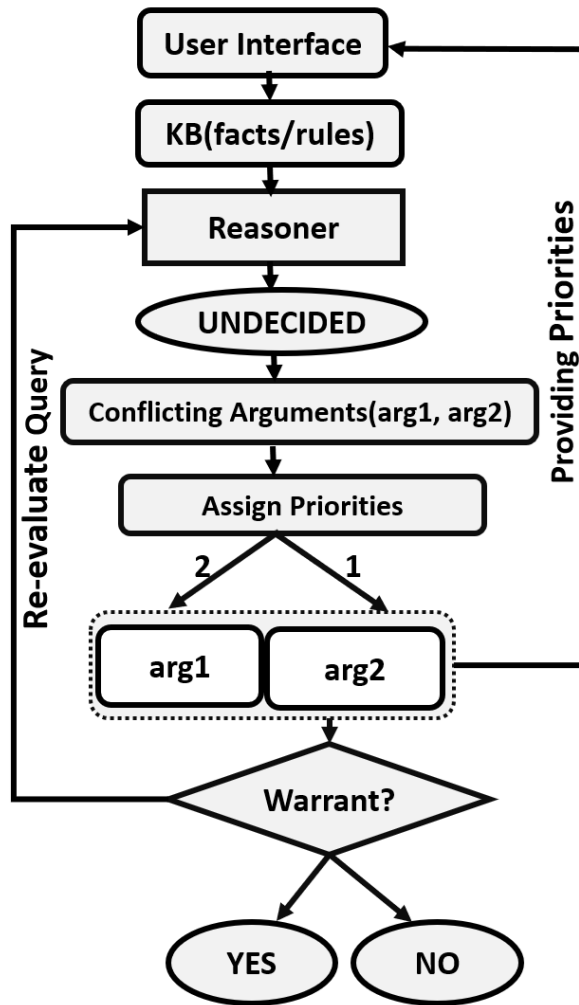 User Interface
KB(facts/rules)
Reasoner
UNDECIDED
Conflicting Arguments(arg1, arg2)
Assign Priorities
2
1
arg1
arg2
Warrant?
YES
NO
Re-evaluate Query
Providing Priorities